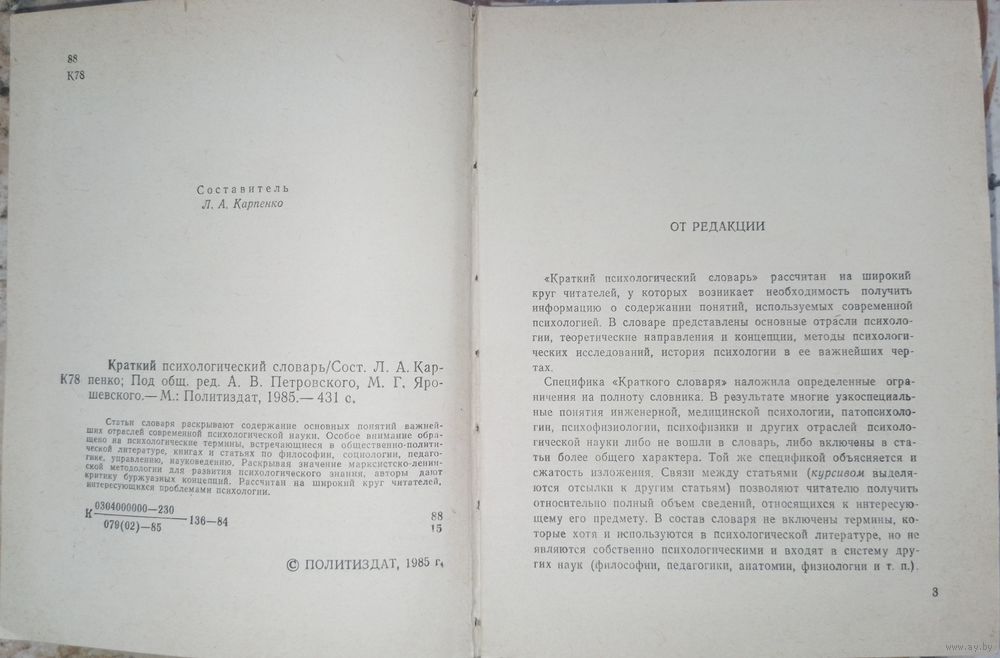 88
К78
Составитель
Л. А. Карпенко
Краткий психологический словарь/Сост. Л. А. Кар-
К78 пенко; Под общ. ред. А. В. Петровского, М. Г. Яро-
шевского.— М.: Политиздат, 1985.— 431 с.
Статьи словаря раскрывают содержание основных понятий важней-
ших отраслей современной психологической науки. Особое внимание обра-
щено на психологические термины, встречающиеся в общественно-полити-
ческой литературе, книгах и статьях по философии, социологии, педаго-
гике, управлению, науковедению. Раскрывая значение марксистско-ленин-
ской методологии для развития психологического знания, авторы дают
критику буржуазных концепций. Рассчитан на широкий круг читателей,
интересующихся проблемами психологии.
К 0304000000—230
079(02)—85 136—84
88
15
© ПОЛИТИЗДАТ, 1985 г.
ОТ РЕДАКЦИИ
«Краткий психологический словарь» рассчитан на широкий
круг читателей, у которых возникает необходимость получить
информацию о содержании понятий, используемых современной
психологией. В словаре представлены основные отрасли психоло-
гии, теоретические направления и концепции, методы психологи-
ческих исследований, история психологии в ее важнейших чер-
тах.
Специфика «Краткого словаря» наложила определенные огра-
ничения на полноту словника. В результате многие узкоспециаль-
ные понятия инженерной, медицинской психологии, патопсихоло-
гии, психофизиологии, психофизики и других отраслей психоло-
гической науки либо не вошли в словарь, либо включены в ста-
тьи более общего характера. Той же спецификой объясняется и
сжатость изложения. Связи между статьями (курсивом выделя-
ются отсылки к другим статьям) позволяют читателю получить
относительно полный объем сведений, относящихся к интересую-
щему его предмету. В состав словаря не включены термины, ко-
торые хотя и используются в психологической литературе, но не
являются собственно психологическими и входят в систему дру-
гих наук (философии, педагогики, анатомии, физиологии и т. п.).
3
www.ay.by